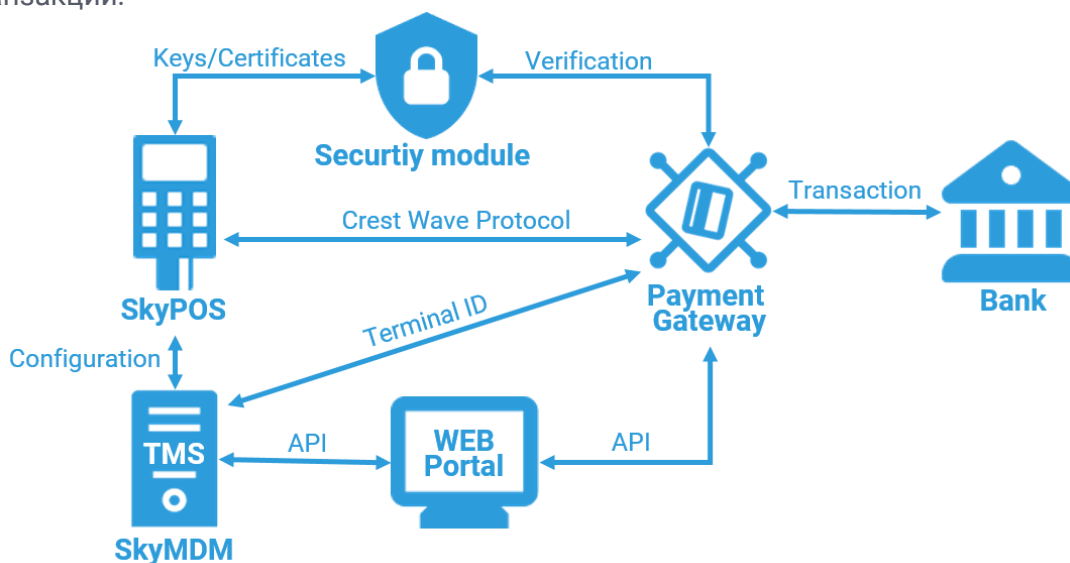 Keys/Certificates
Verification
Securtiy module
Transaction
Crest Wave Protocol
SkyPOS
Payment
Gateway
Bank
Terminal ID
Configuration
TMS
API
WEB
Portal
API
SkyMDM